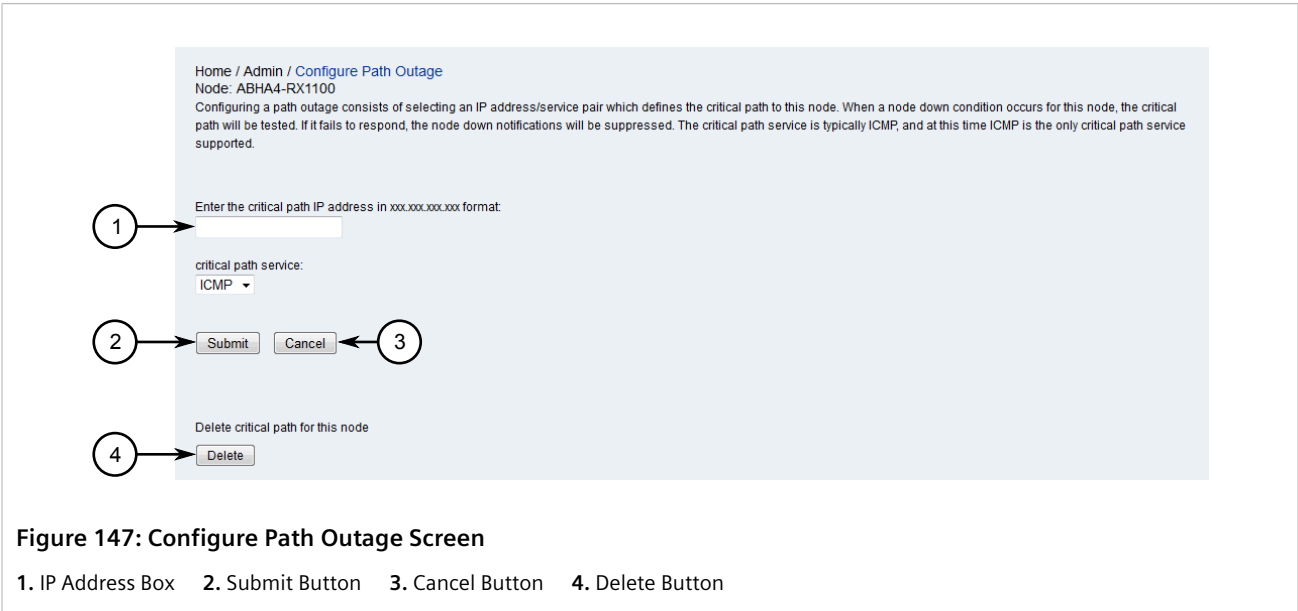 Home / Admin / Configure Path Outage
Node: ABHA4-RX1100
Configuring a path outage consists of selecting an IP address/service pair which defines the critical path to this node. When a node down condition occurs for this node, the critical
path will be tested. If it fails to respond, the node down notifications will be suppressed. The critical path service is typically ICMP, and at this time ICMP is the only critical path service
supported.
Enter the critical path IP address in xxx.xxx.xxx.xxx format:
1
critical path service:
ICMP
2 Submit Cancel 3
Delete critical path for this node
4 Delete
Figure 147: Configure Path Outage Screen
1. IP Address Box 2. Submit Button 3. Cancel Button 4. Delete Button